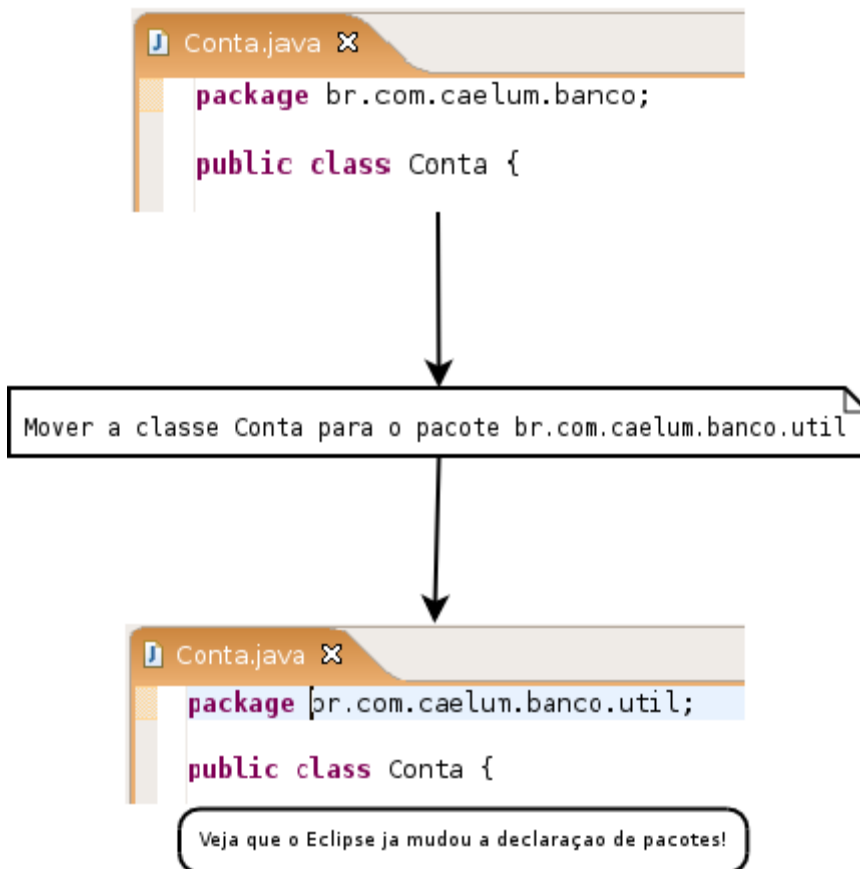 Conta.java
package br.com.caelum.banco;
public class Conta {
Mover a classe Conta para o pacote br.com.caelum.banco.util
Conta.java
package br.com.caelum.banco.util;
public class Conta {
Veja que o Eclipse ja mudou a declaraçao de pacotes!